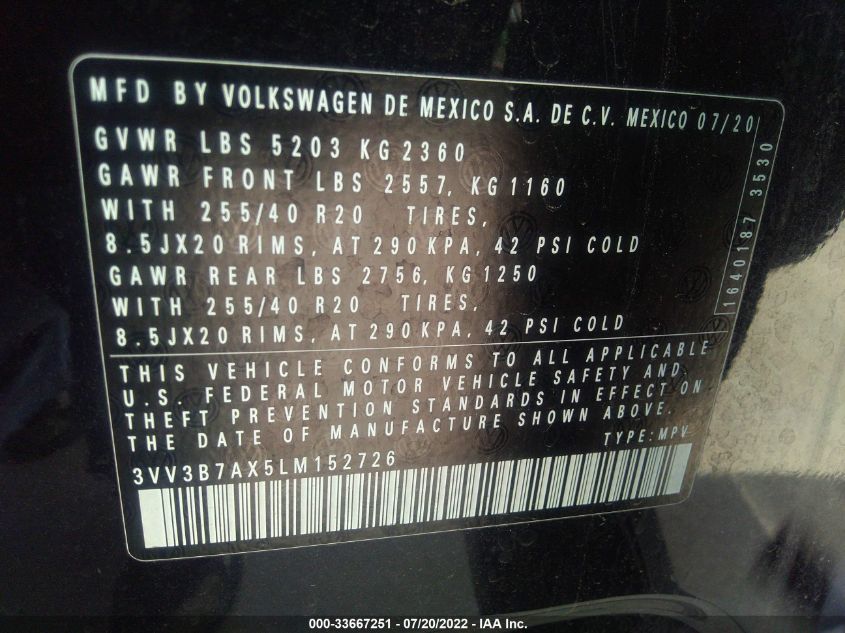 MFD BY VOLKSWAGEN DE MEXICO S.A. DE C.V. MEXICO 07/20
GVWR LBS 5203 KG 2360
GAWR FRONT LBS 2557, KG 1160
WITH 255/40 R20 TIRES,
8.5JX20 RIMS, AT 290 KPA, 42 PSI COLD
GAWR REAR LBS 2756, KG 1250
WITH 255/40 R20 TIRES,
8.5JX20 RIMS, AT 290 KPA, 42 PSI COLD
1640187 3530
THIS VEHICLE CONFORMS TO ALL APPLICABLE
U.S. FEDERAL MOTOR VEHICLE SAFETY AND
THEFT PREVENTION STANDARDS IN EFFECT ON
THE DATE OF MANUFACTURE SHOWN ABOVE.
TYPE: MPV
3VV3B7AX5LM152726
000-33667251 - 07/20/2022 - IAA Inc.